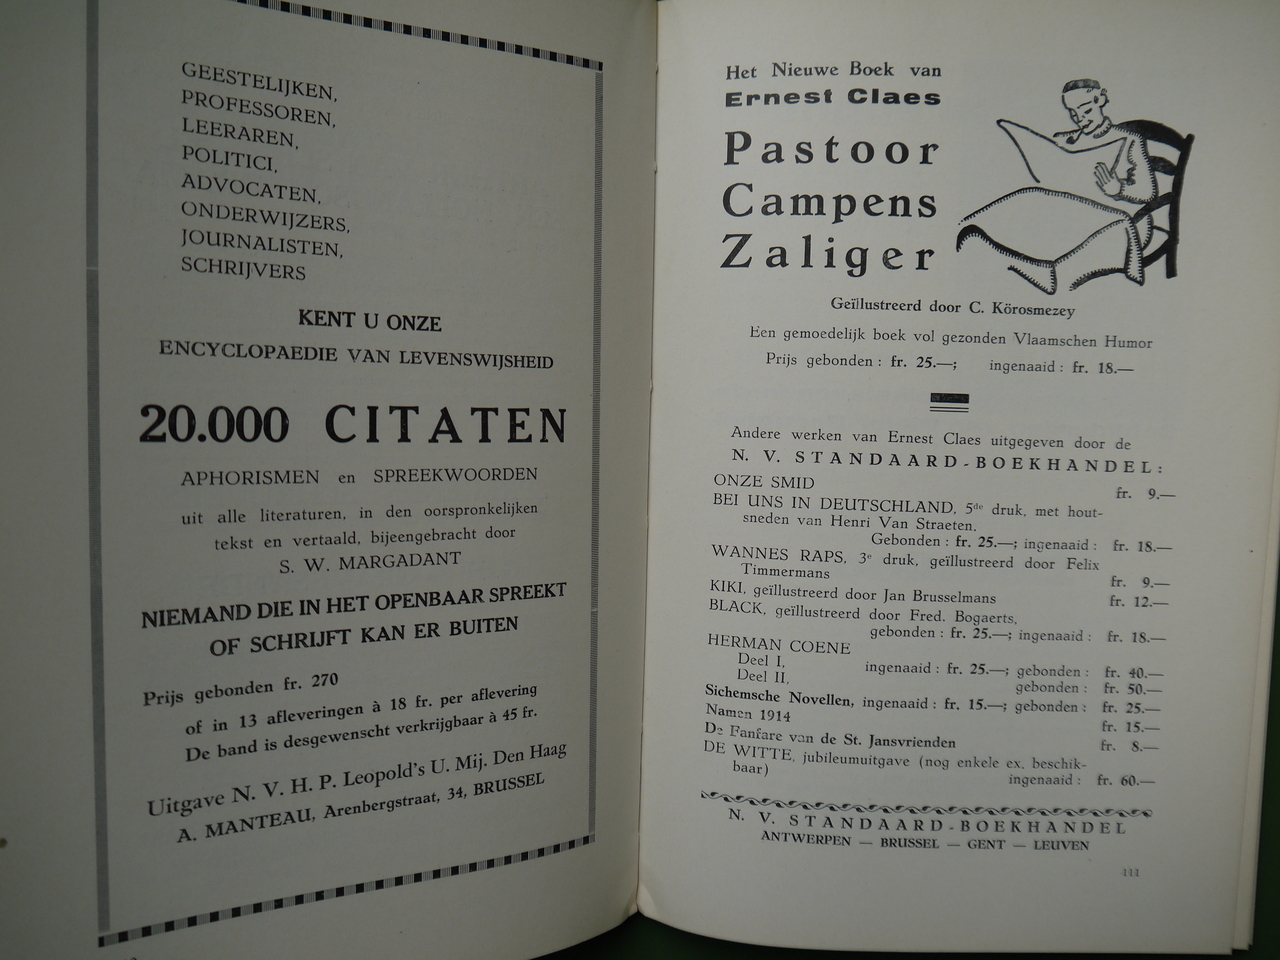 GEESTELIJKEN,
PROFESSOREN,
LEERAREN,
POLITICI,
ADVOCATEN,
ONDERWIJZERS,
JOURNALISTEN,
SCHRIJVERS
KENT U ONZE
ENCYCLOPAEDIE VAN LEVENSWIJSHEID
20.000 CITATEN
APHORISMEN en SPREEKWOORDEN
uit alle literaturen, in den oorspronkelijken
tekst en vertaald, bijeengebracht door
S. W. MARGADANT
NIEMAND DIE IN HET OPENBAAR SPREEKT
OF SCHRIJFT KAN ER BUITEN
Prijs gebonden fr. 270
of in 13 afleveringen à 18 fr. per aflevering
De band is desgewenscht verkrijgbaar à 45 fr.
Uitgave N. V. H. P. Leopold's U. Mij. Den Haag
A. MANTEAU, Arenbergstraat, 34, BRUSSEL
Het Nieuwe Boek van
Ernest Claes
Pastoor
Campens
Zaliger
Geïllustreerd door C. Körosmezey
Een gemoedelijk boek vol gezonden Vlaamschen Humor
Prijs gebonden : fr. 25.—; ingenaaid : fr. 18.—
Andere werken van Ernest Claes uitgegeven door de
N. V. STANDAARD-BOEKHANDEL :
ONZE SMID fr. 9.—
BEI UNS IN DEUTSCHLAND, 5de druk, met hout-
sneden van Henri Van Straeten.
Gebonden : fr. 25.—; ingenaaid : fr. 18.—
WANNES RAPS, 3e druk, geïllustreerd door Felix
Timmermans fr. 9.—
KIKI, geïllustreerd door Jan Brusselmans fr. 12.—
BLACK, geïllustreerd door Fred. Bogaerts,
gebonden : fr. 25.—; ingenaaid : fr. 18.—
HERMAN COENE
Deel I, ingenaaid : fr. 25.—; gebonden : fr. 40.—
Deel II, gebonden : fr. 50.—
Sichemsche Novellen, ingenaaid : fr. 15.—; gebonden : fr. 25.—
Namen 1914 fr. 15.—
De Fanfare van de St. Jansvrienden fr. 8.—
DE WITTE, jubileumuitgave (nog enkele ex. beschik-
baar) ingenaaid : fr. 60.—
N. V. STANDAARD-BOEKHANDEL
ANTWERPEN — BRUSSEL — GENT — LEUVEN
111